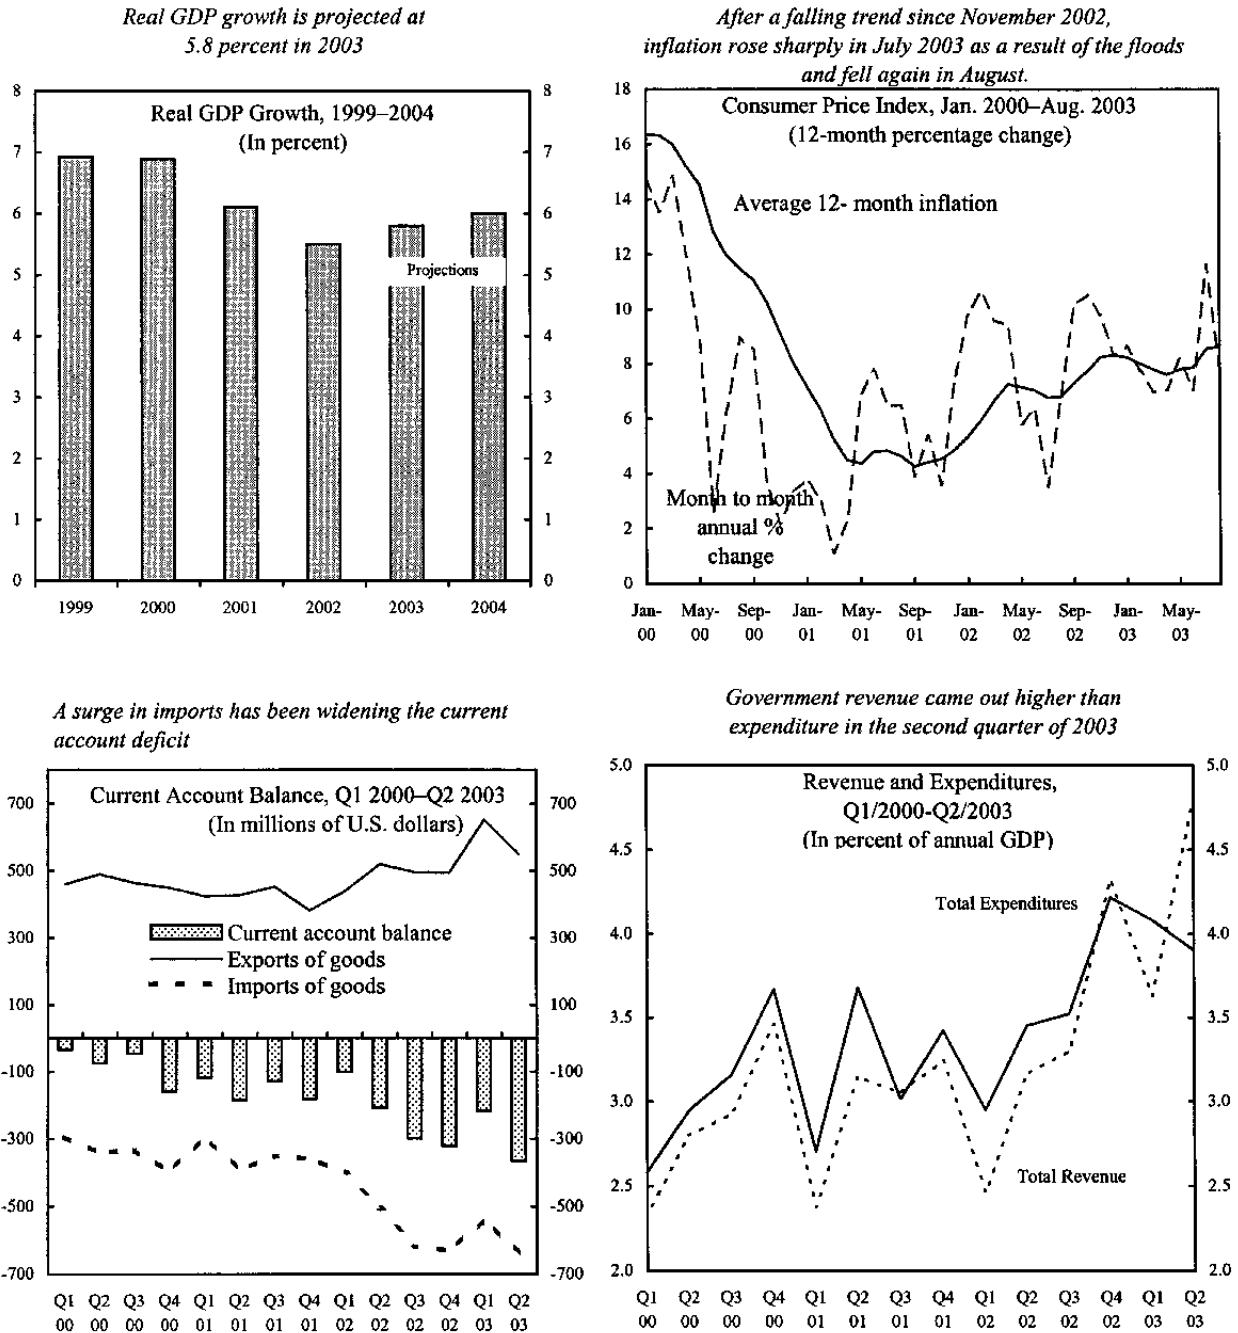 Real GDP growth is projected at
5.8 percent in 2003
Real GDP Growth, 1999–2004
(In percent)
8
7
6
5
4
3
2
1
0
8
7
6
5
4
3
2
1
0
Projections
1999 2000 2001 2002 2003 2004
After a falling trend since November 2002,
inflation rose sharply in July 2003 as a result of the floods
and fell again in August.
Consumer Price Index, Jan. 2000–Aug. 2003
(12-month percentage change)
18
16
14
12
10
8
6
4
2
0
Average 12- month inflation
Month to month
annual %
change
Jan- May- Sep- Jan- May- Sep- Jan- May- Sep- Jan- May-
00 00 00 01 01 01 02 02 02 03 03
A surge in imports has been widening the current
account deficit
Current Account Balance, Q1 2000–Q2 2003
(In millions of U.S. dollars)
700
500
300
100
-100
-300
-500
-700
700
500
300
100
-100
-300
-500
-700
Current account balance
Exports of goods
Imports of goods
Q1 Q2 Q3 Q4 Q1 Q2 Q3 Q4 Q1 Q2 Q3 Q4 Q1 Q2
00 00 00 00 01 01 01 01 02 02 02 02 03 03
Government revenue came out higher than
expenditure in the second quarter of 2003
Revenue and Expenditures,
Q1/2000-Q2/2003
(In percent of annual GDP)
5.0
4.5
4.0
3.5
3.0
2.5
2.0
5.0
4.5
4.0
3.5
3.0
2.5
2.0
Total Expenditures
Total Revenue
Q1 Q2 Q3 Q4 Q1 Q2 Q3 Q4 Q1 Q2 Q3 Q4 Q1 Q2
00 00 00 00 01 01 01 01 02 02 02 02 03 03